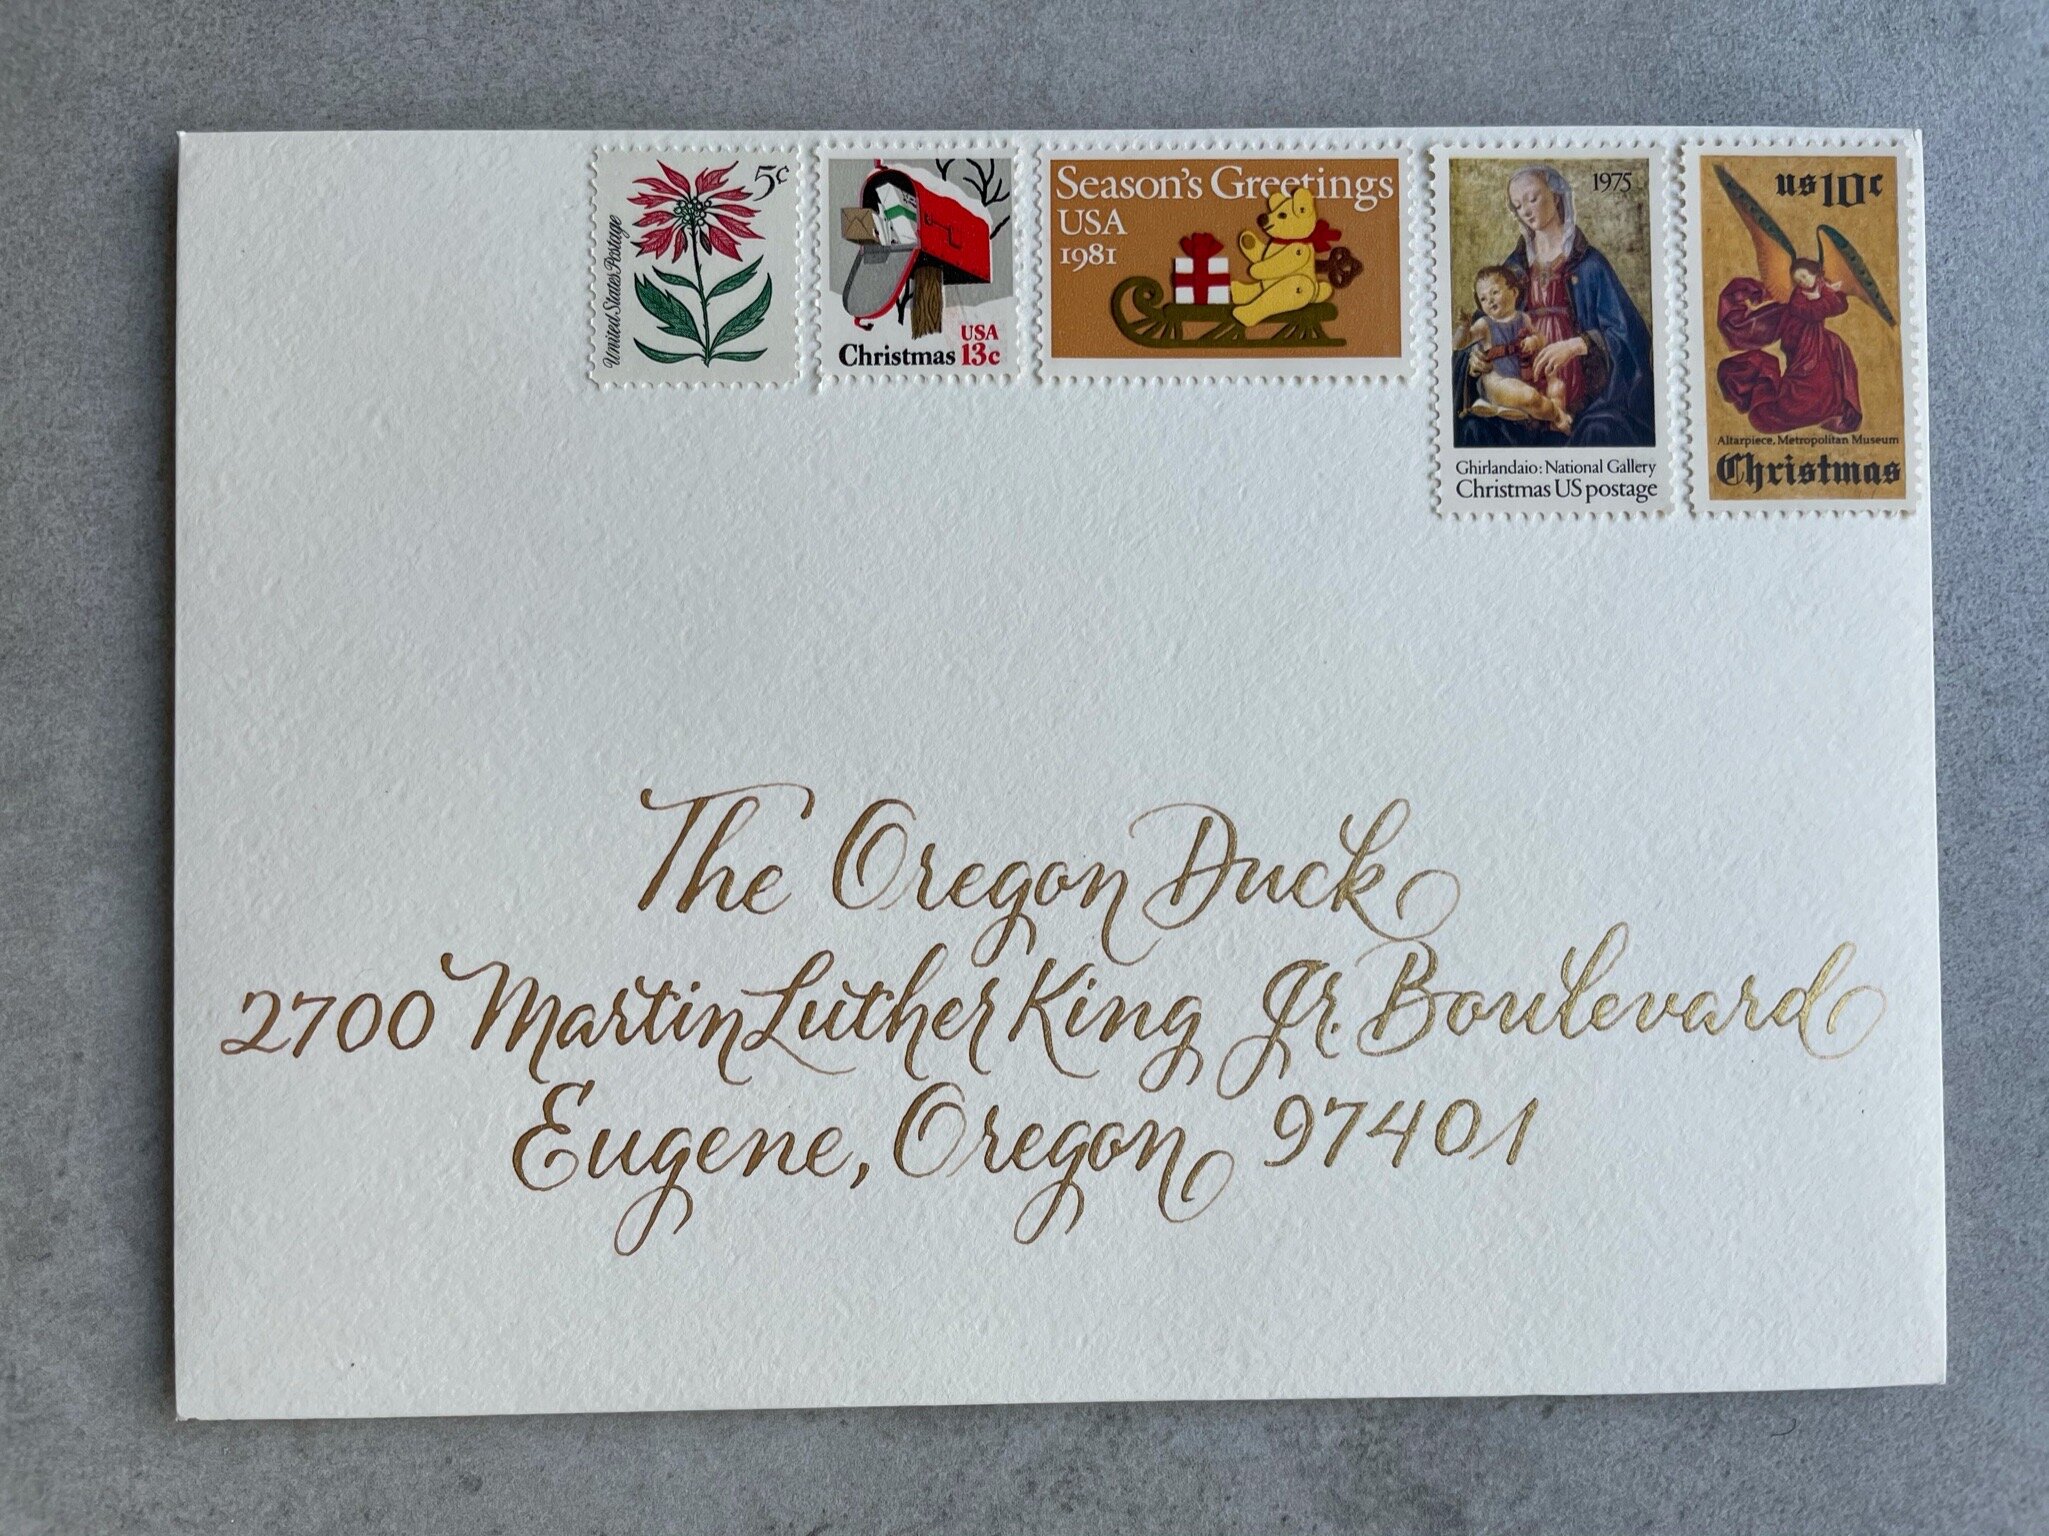 United States Postage
5¢
Christmas USA 13c
Season's Greetings
USA
1981
1975
Ghirlandaio: National Gallery
Christmas US postage
us 10c
Altarpiece, Metropolitan Museum
Christmas
The Oregon Duck
2700 Martin Luther King Jr. Boulevard
Eugene, Oregon 97401